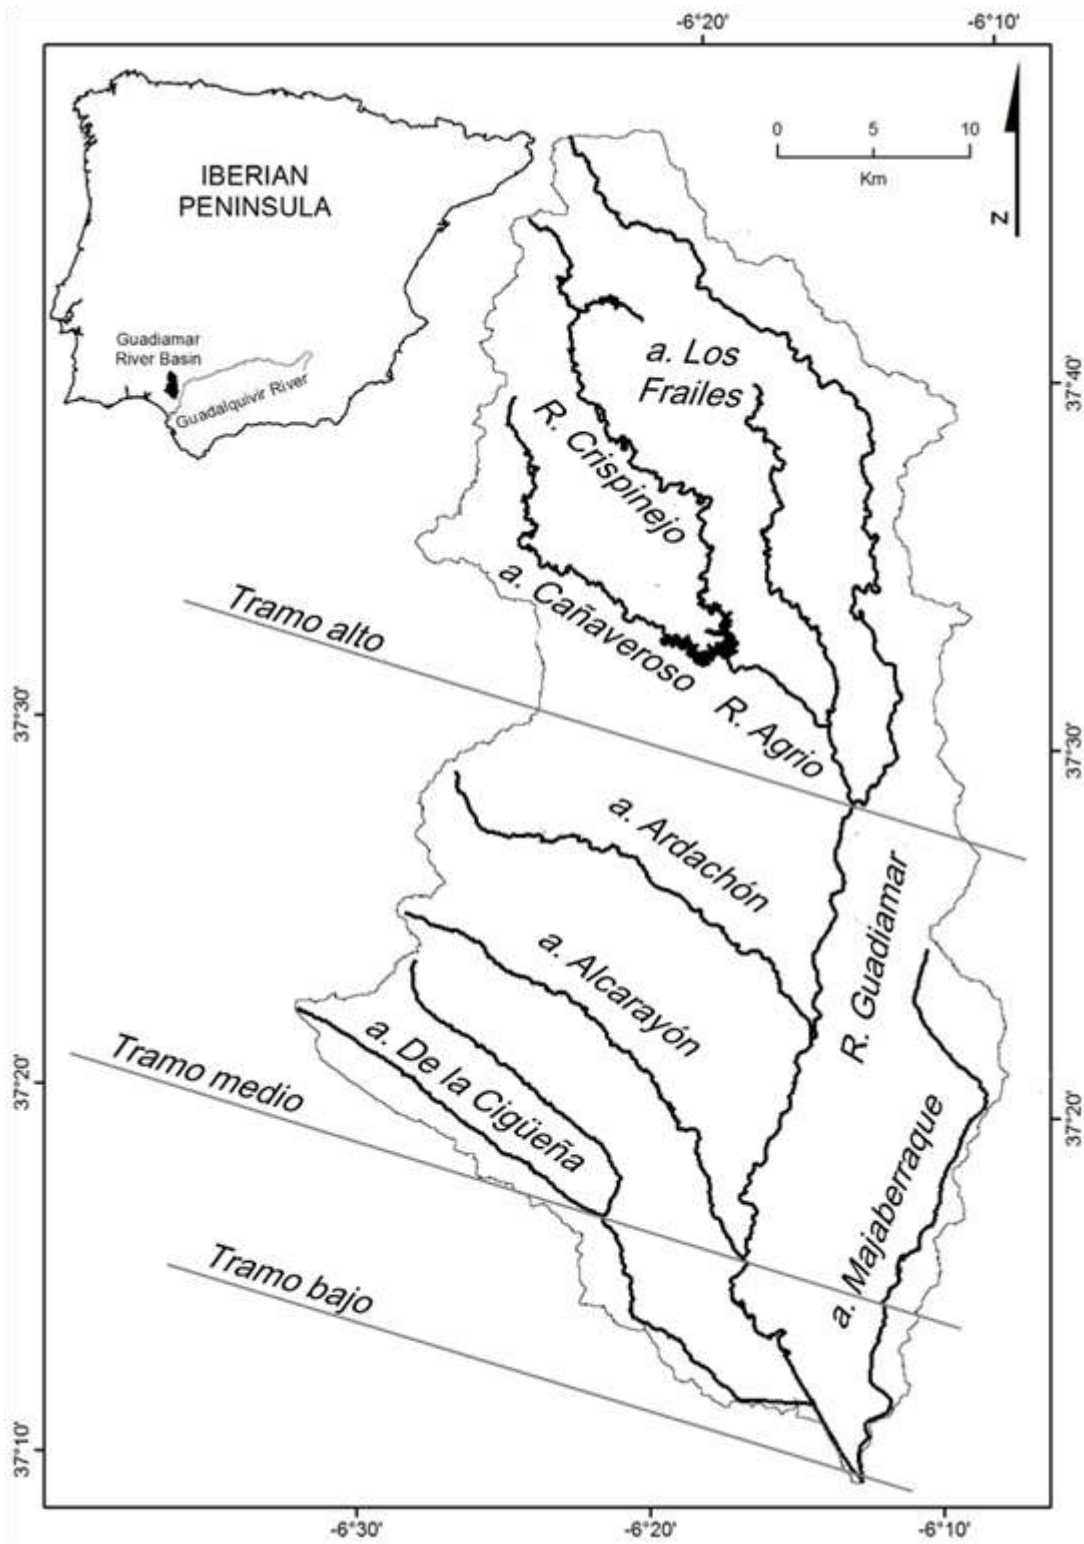 -6°20'
-6°10'
0
5
10
Km
N
IBERIAN
PENINSULA
Guadiamar
River Basin
Guadalquivir River
a. Los
Frailes
37°40'
R. Crispinejo
a. Cañaveroso
Tramo alto
R. Agrio
37°30'
37°30'
a. Ardachón
R. Guadiamar
a. Alcarayón
a. De la Cigüeña
Tramo medio
37°20'
37°20'
a. Majaberraque
Tramo bajo
37°10'
-6°30'
-6°20'
-6°10'